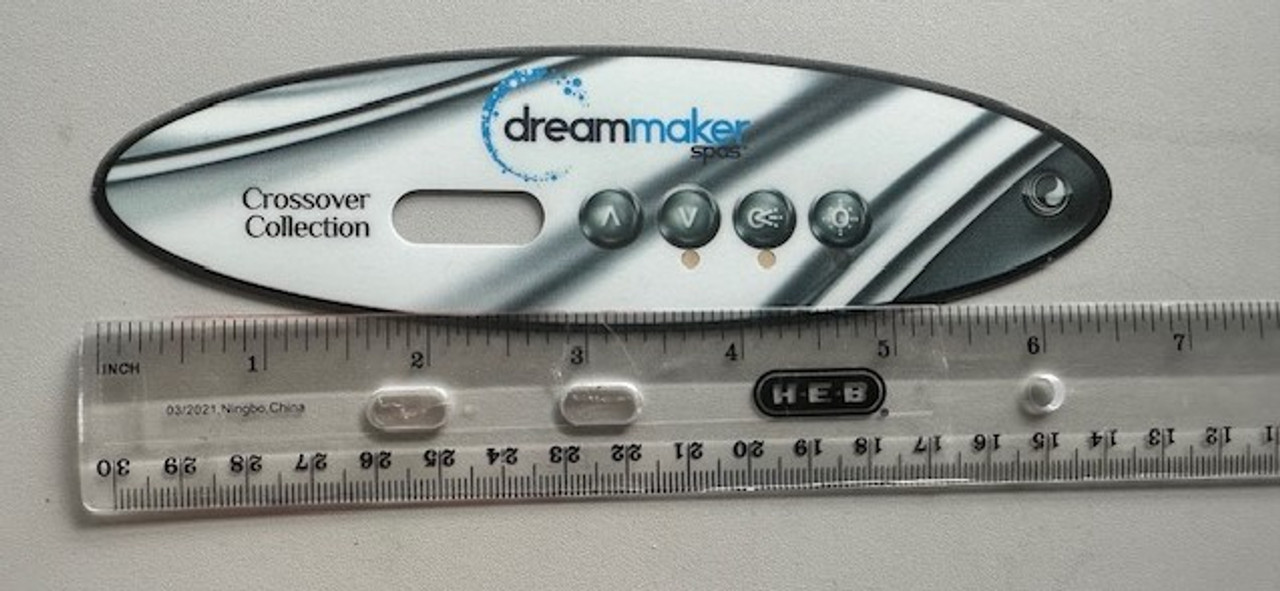 dreammaker
spas
Crossover
Collection
1 2 3 4 5 6 7
INCH
H-E-B
03/2021, Ningbo, China
30 29 28 27 26 25 24 23 22 21 20 19 18 17 16 15 14 13 12 11